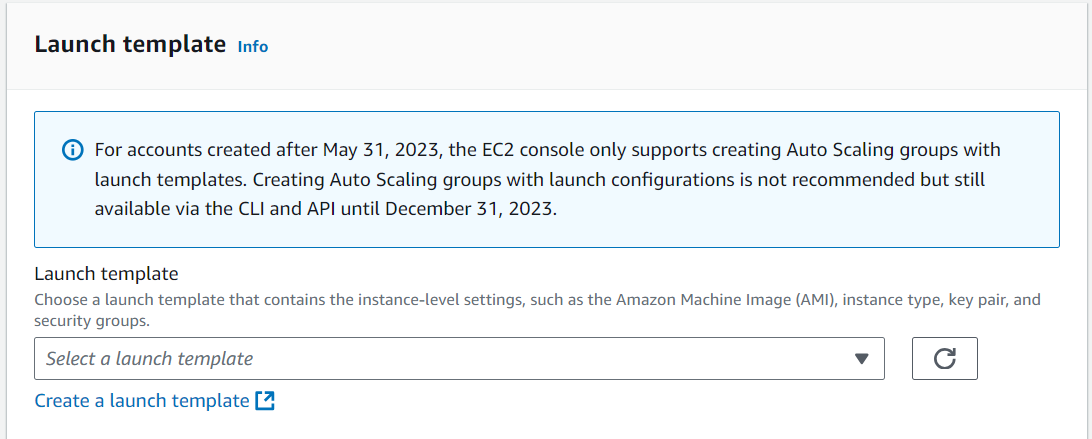 Launch template Info
For accounts created after May 31, 2023, the EC2 console only supports creating Auto Scaling groups with
launch templates. Creating Auto Scaling groups with launch configurations is not recommended but still
available via the CLI and API until December 31, 2023.
Launch template
Choose a launch template that contains the instance-level settings, such as the Amazon Machine Image (AMI), instance type, key pair, and
security groups.
Select a launch template
Create a launch template